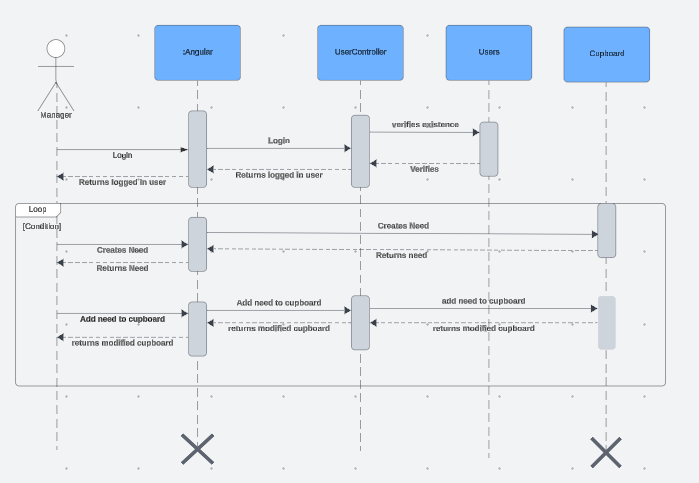 :Angular
UserController
Users
Cupboard
Manager
verifies existence
Login
Login
Verifies
Returns logged in user
Returns logged in user
Loop
[Condition]
Creates Need
Creates Need
Returns need
Returns Need
Add need to cupboard
add need to cupboard
Add need to cupboard
returns modified cupboard
returns modified cupboard
returns modified cupboard